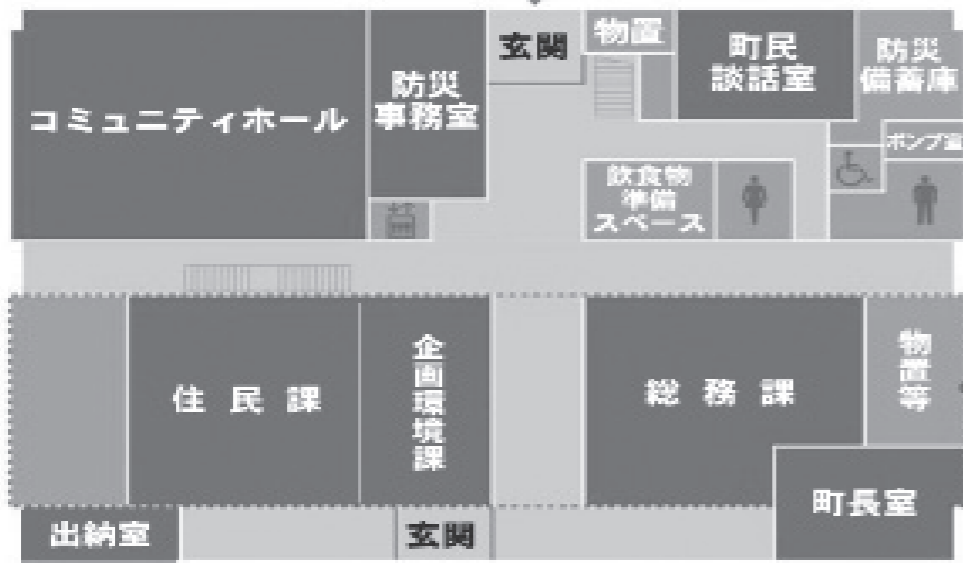 玄関
物置
町民
談話室
防災
備蓄庫
コミュニティホール
防災
事務室
ポンプ室
飲食物
準備
スペース
住民課
企画環境課
総務課
物置等
町長室
出納室
玄関